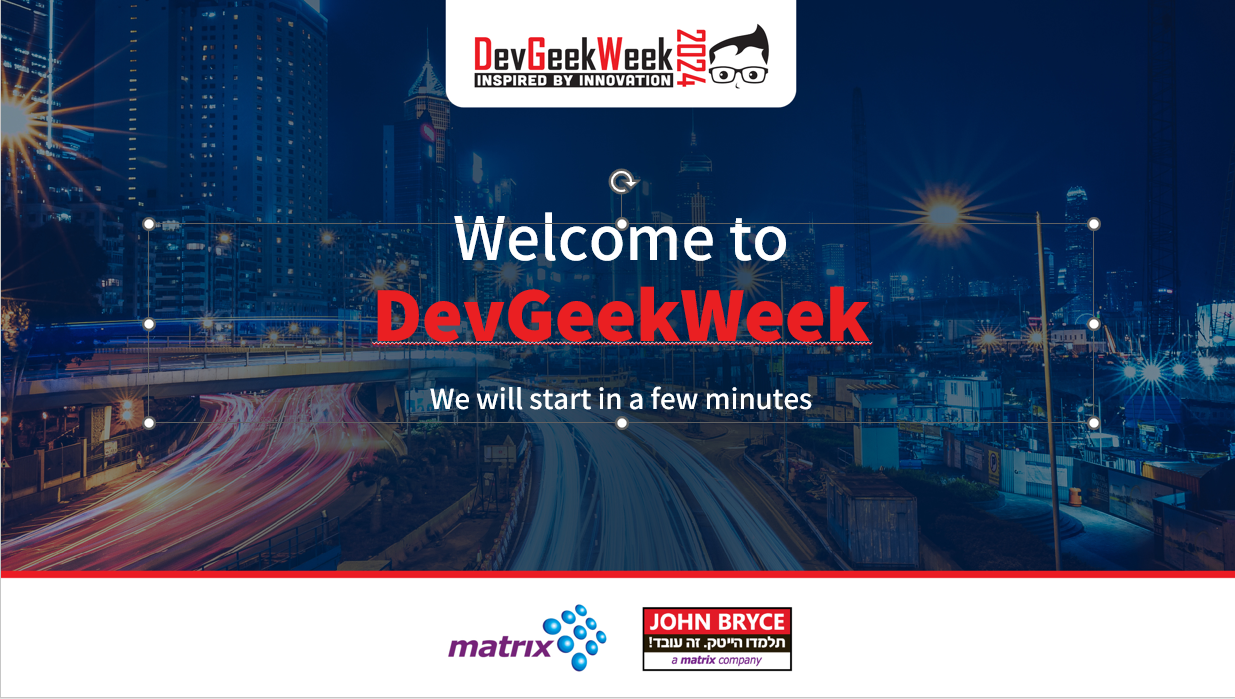 DevGeekWeek
2024
INSPIRED BY INNOVATION
Welcome to
DevGeekWeek
We will start in a few minutes
matrix
JOHN BRYCE
תלמדו הייטק. זה עובד!
a matrix company